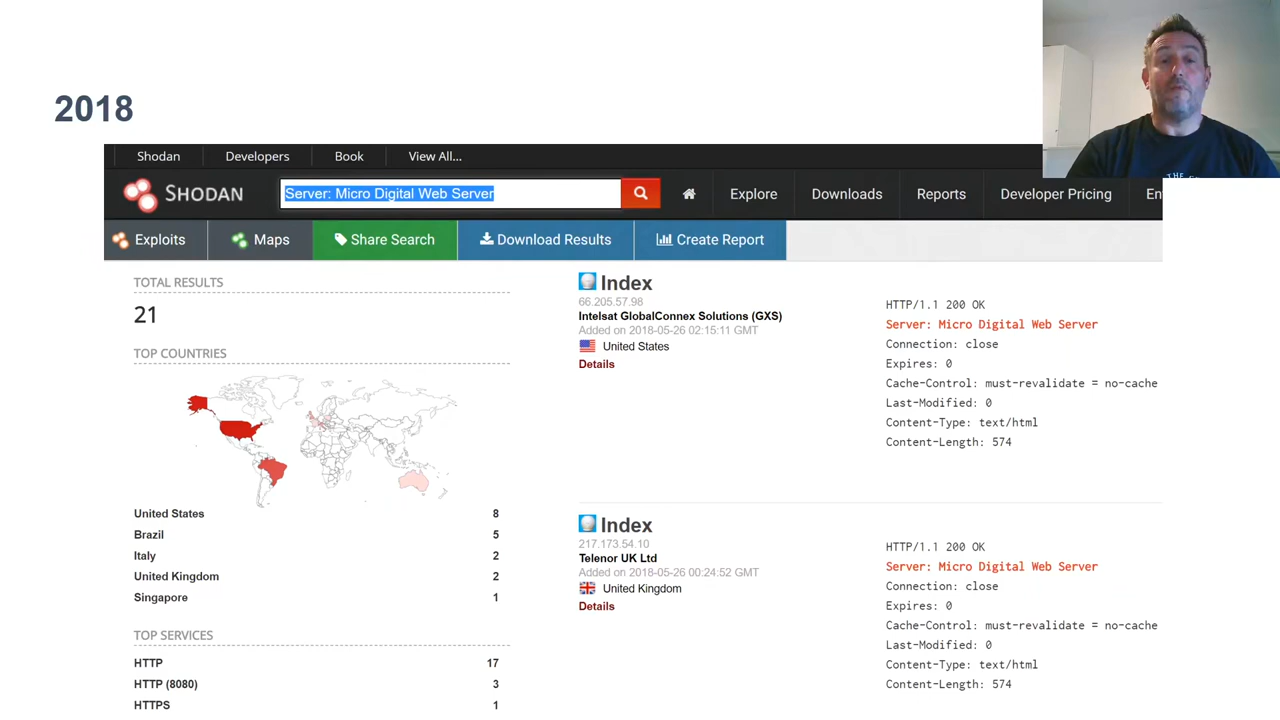 2018
Shodan Developers Book View All...
SHODAN Server: Micro Digital Web Server Explore Downloads Reports Developer Pricing En
Exploits Maps Share Search Download Results Create Report
TOTAL RESULTS
21
TOP COUNTRIES
United States 8
Brazil 5
Italy 2
United Kingdom 2
Singapore 1
TOP SERVICES
HTTP 17
HTTP (8080) 3
HTTPS 1
Index
66.205.57.98
Intelsat GlobalConnex Solutions (GXS)
Added on 2018-05-26 02:15:11 GMT
United States
Details
HTTP/1.1 200 OK
Server: Micro Digital Web Server
Connection: close
Expires: 0
Cache-Control: must-revalidate = no-cache
Last-Modified: 0
Content-Type: text/html
Content-Length: 574
Index
217.173.54.10
Telenor UK Ltd
Added on 2018-05-26 00:24:52 GMT
United Kingdom
Details
HTTP/1.1 200 OK
Server: Micro Digital Web Server
Connection: close
Expires: 0
Cache-Control: must-revalidate = no-cache
Last-Modified: 0
Content-Type: text/html
Content-Length: 574